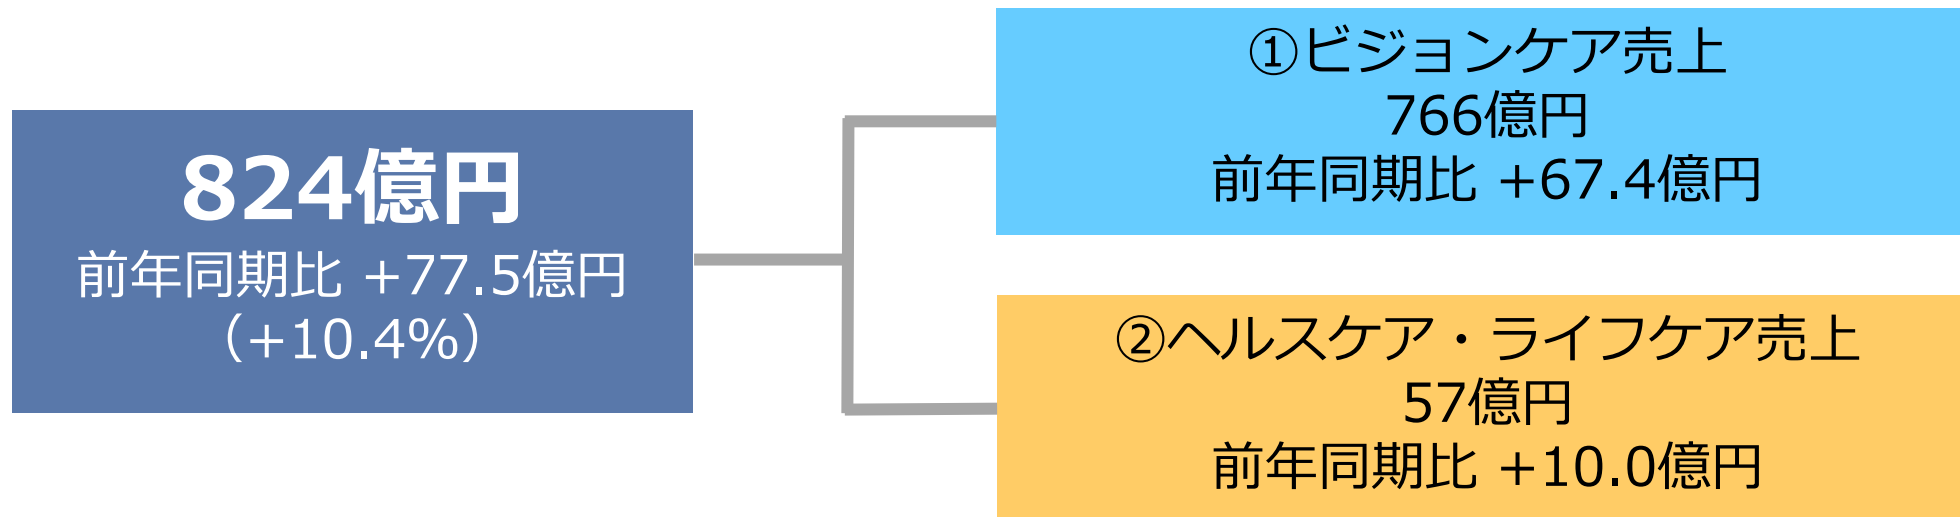 824億円
前年同期比 +77.5億円
（+10.4%）
①ビジョンケア売上
766億円
前年同期比 +67.4億円
②ヘルスケア・ライフケア売上
57億円
前年同期比 +10.0億円